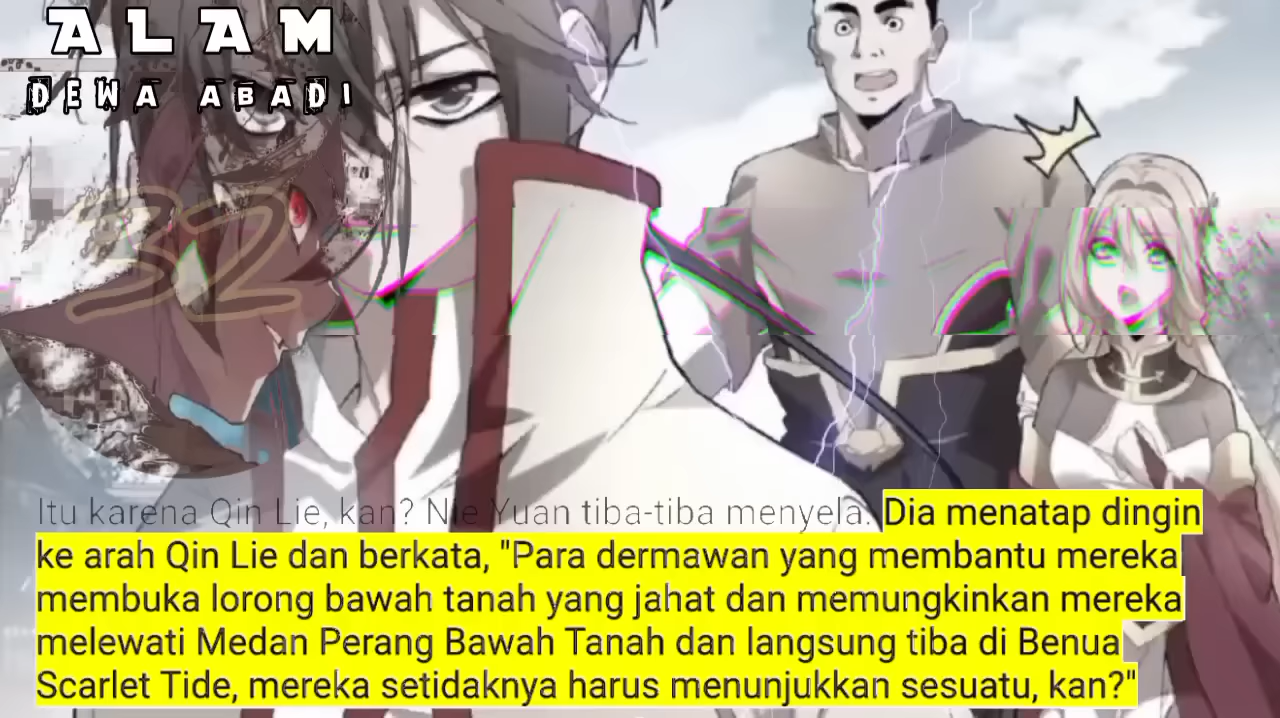 ALAM
DEWA ABADI
32
Itu karena Qin Lie, kan? Nie Yuan tiba-tiba menyela. Dia menatap dingin
ke arah Qin Lie dan berkata, "Para dermawan yang membantu mereka
membuka lorong bawah tanah yang jahat dan memungkinkan mereka
melewati Medan Perang Bawah Tanah dan langsung tiba di Benua
Scarlet Tide, mereka setidaknya harus menunjukkan sesuatu, kan?"